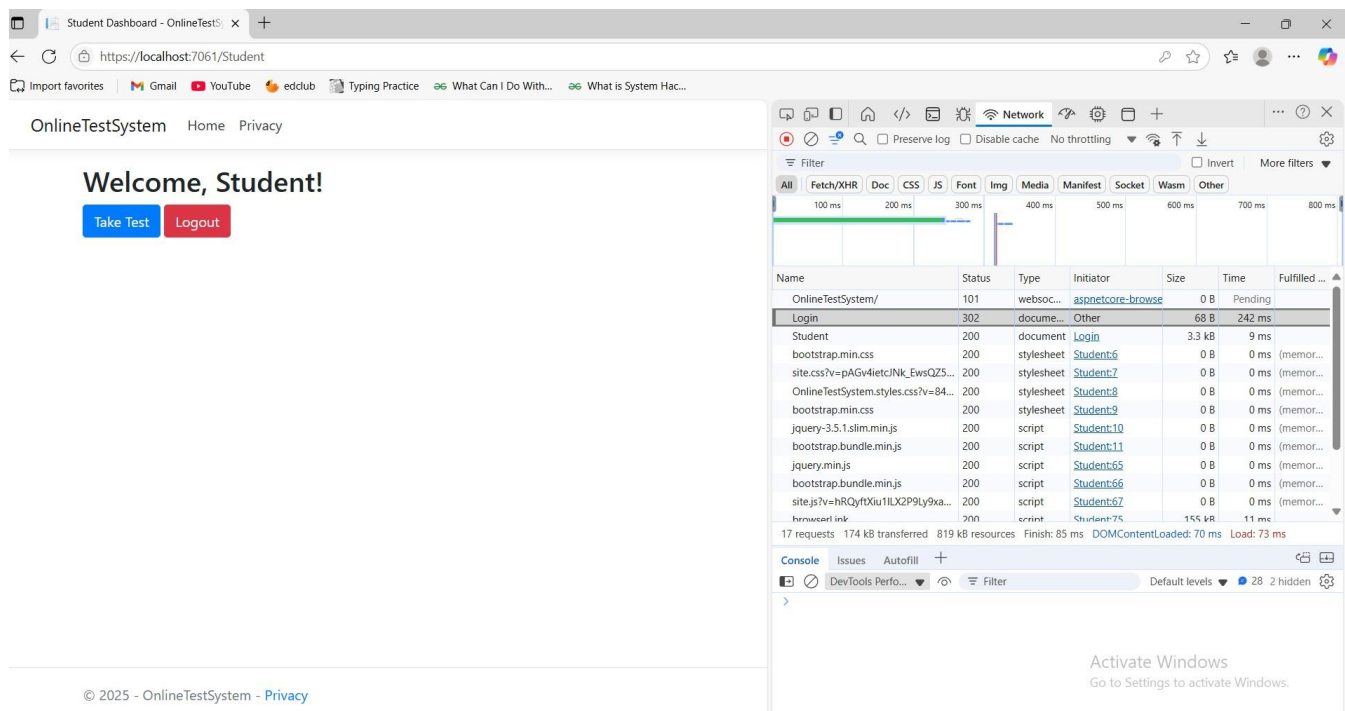 Student Dashboard - OnlineTestS
https://localhost:7061/Student
Import favorites Gmail YouTube edclub Typing Practice What Can I Do With... What is System Hac...
OnlineTestSystem Home Privacy
Welcome, Student!
Take Test Logout
© 2025 - OnlineTestSystem - Privacy
Network
Preserve log Disable cache No throttling
Filter Invert More filters
All Fetch/XHR Doc CSS JS Font Img Media Manifest Socket Wasm Other
100 ms 200 ms 300 ms 400 ms 500 ms 600 ms 700 ms 800 ms
Name Status Type Initiator Size Time Fulfilled ...
OnlineTestSystem/ 101 websoc... aspnetcore-browse 0 B Pending
Login 302 docume... Other 68 B 242 ms
Student 200 document Login 3.3 kB 9 ms
bootstrap.min.css 200 stylesheet Student:6 0 B 0 ms (memor...
site.css?v=pAGv4ietcJNk_EwsQZ5... 200 stylesheet Student:7 0 B 0 ms (memor...
OnlineTestSystem.styles.css?v=84... 200 stylesheet Student:8 0 B 0 ms (memor...
bootstrap.min.css 200 stylesheet Student:9 0 B 0 ms (memor...
jquery-3.5.1.slim.min.js 200 script Student:10 0 B 0 ms (memor...
bootstrap.bundle.min.js 200 script Student:11 0 B 0 ms (memor...
jquery.min.js 200 script Student:65 0 B 0 ms (memor...
bootstrap.bundle.min.js 200 script Student:66 0 B 0 ms (memor...
site.js?v=hRQyftXiu1lLX2P9Ly9xa... 200 script Student:67 0 B 0 ms (memor...
browserLink 200 script Student:75 155 kB 11 ms
17 requests 174 kB transferred 819 kB resources Finish: 85 ms DOMContentLoaded: 70 ms Load: 73 ms
Console Issues Autofill
DevTools Perfo... Filter Default levels 28 2 hidden
Activate Windows
Go to Settings to activate Windows.